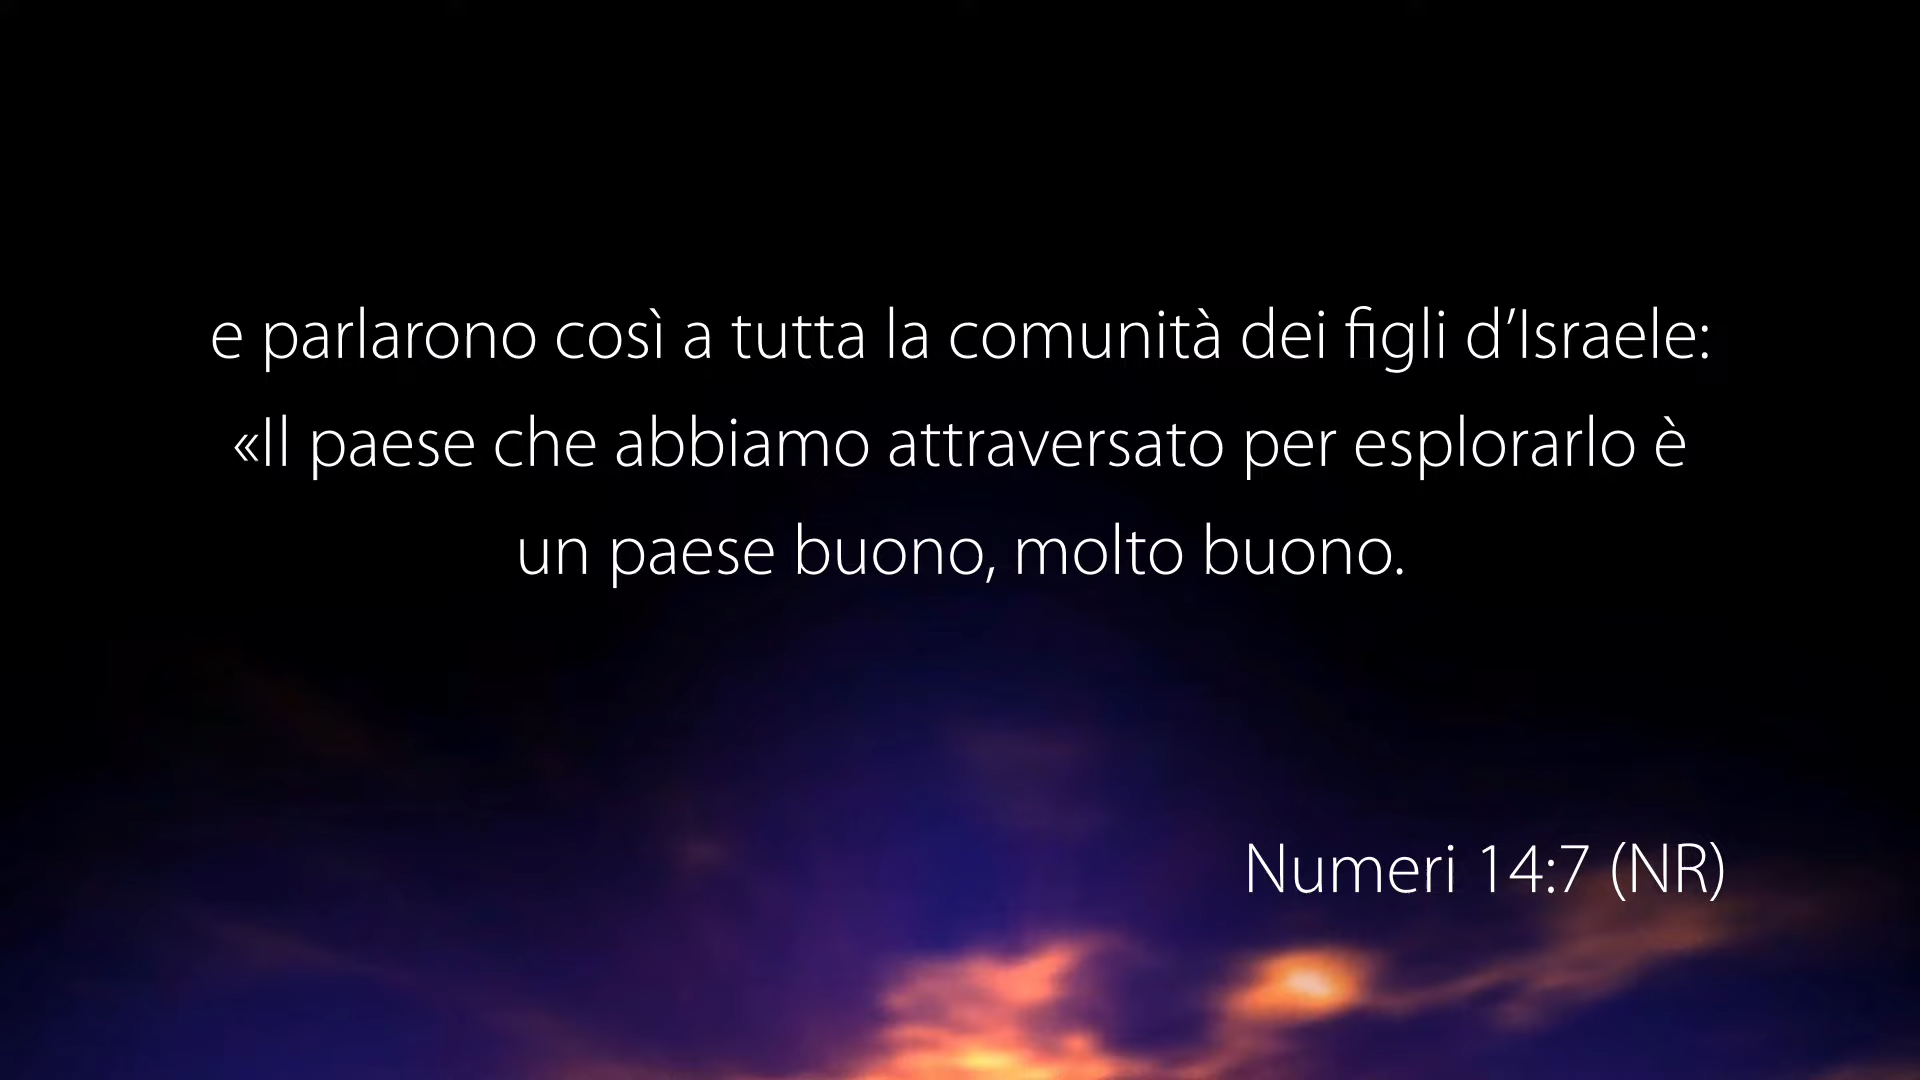 e parlarono così a tutta la comunità dei figli d’Israele:
«Il paese che abbiamo attraversato per esplorarlo è
un paese buono, molto buono.
Numeri 14:7 (NR)